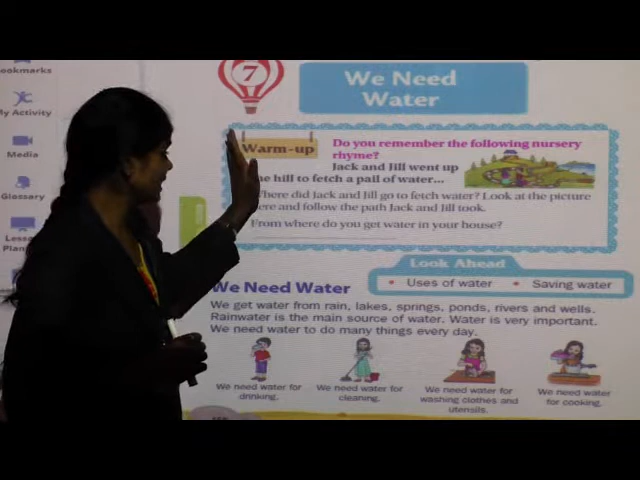 ookmarks
My Activity
Media
Glossary
Less
Plan
7
We Need
Water
Warm-up
Do you remember the following nursery
rhyme?
Jack and Jill went up
he hill to fetch a pail of water...
here did Jack and Jill go to fetch water? Look at the picture
ere and follow the path Jack and Jill took.
From where do you get water in your house?
Look Ahead
• Uses of water • Saving water
We Need Water
We get water from rain, lakes, springs, ponds, rivers and wells.
Rainwater is the main source of water. Water is very important.
We need water to do many things every day.
We need water for
drinking.
We need water for
cleaning.
We need water for
washing clothes and
utensils.
We need water
for cooking.